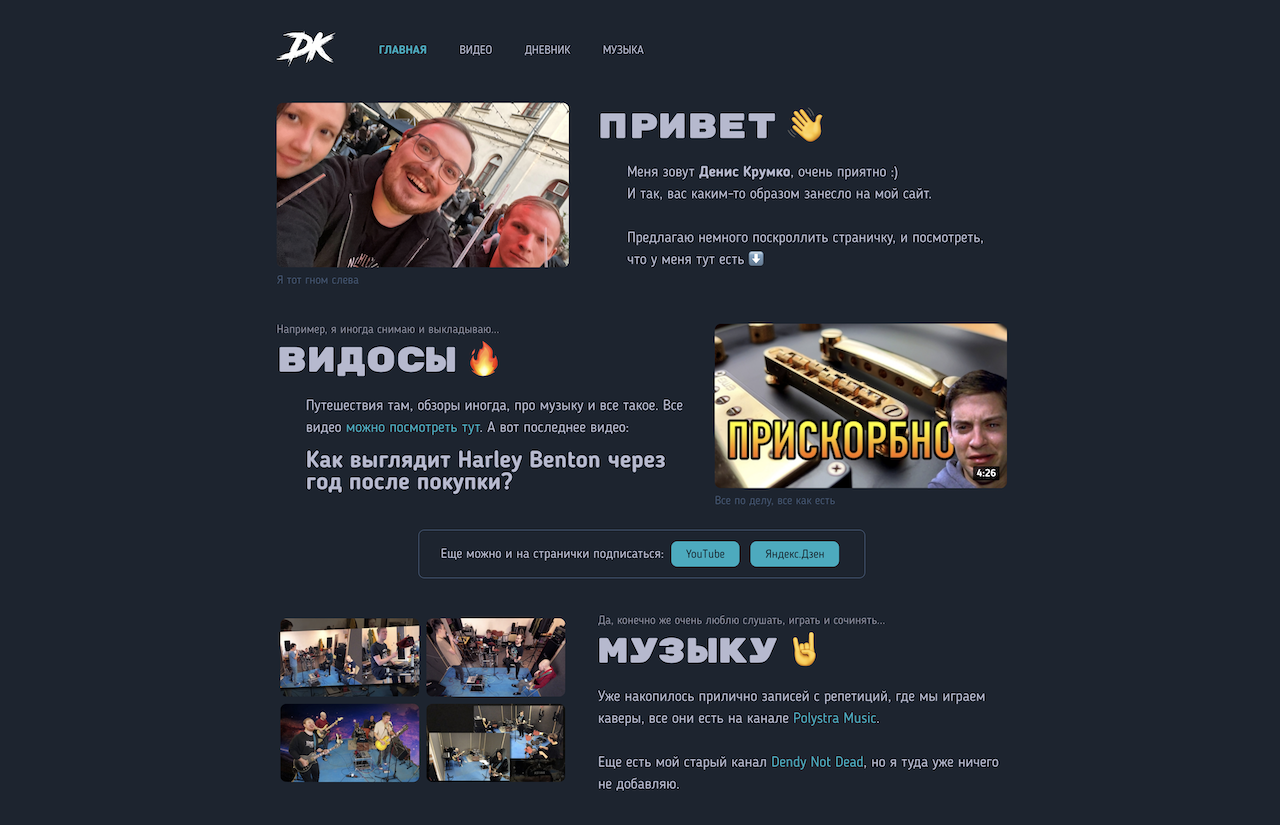 DK
ГЛАВНАЯ ВИДЕО ДНЕВНИК МУЗЫКА
ПРИВЕТ 👋
Меня зовут Денис Крумко, очень приятно :)
И так, вас каким-то образом занесло на мой сайт.
Предлагаю немного поскроллить страничку, и посмотреть,
что у меня тут есть ⬇️
Я тот гном слева
Например, я иногда снимаю и выкладываю...
ВИДОСЫ 🔥
Путешествия там, обзоры иногда, про музыку и все такое. Все
видео можно посмотреть тут. А вот последнее видео:
Как выглядит Harley Benton через
год после покупки?
ПРИСКОРБНО
4:26
Все по делу, все как есть
Еще можно и на странички подписаться: YouTube Яндекс.Дзен
Да, конечно же очень люблю слушать, играть и сочинять...
МУЗЫКУ 🤘
Уже накопилось прилично записей с репетиций, где мы играем
каверы, все они есть на канале Polystra Music.
Еще есть мой старый канал Dendy Not Dead, но я туда уже ничего
не добавляю.